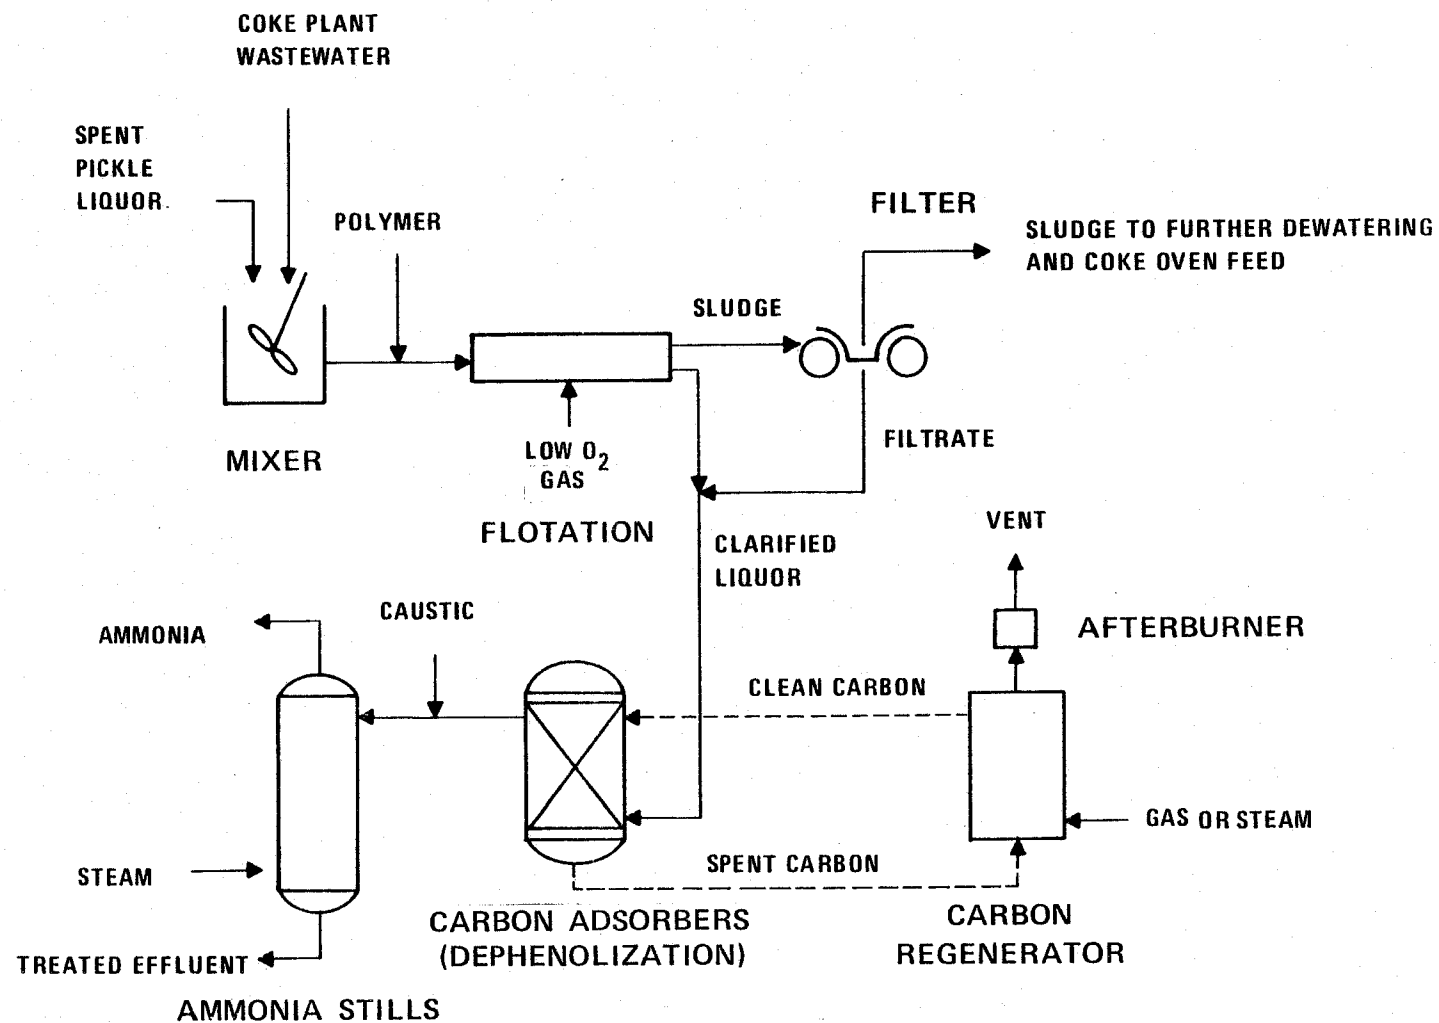 COKE PLANT
WASTEWATER
SPENT
PICKLE
LIQUOR
POLYMER
FILTER
SLUDGE TO FURTHER DEWATERING
AND COKE OVEN FEED
SLUDGE
MIXER
LOW O2
GAS
FILTRATE
FLOTATION
CLARIFIED
LIQUOR
VENT
AFTERBURNER
AMMONIA
CAUSTIC
CLEAN CARBON
GAS OR STEAM
STEAM
SPENT CARBON
CARBON ADSORBERS
(DEPHENOLIZATION)
CARBON
REGENERATOR
TREATED EFFLUENT
AMMONIA STILLS